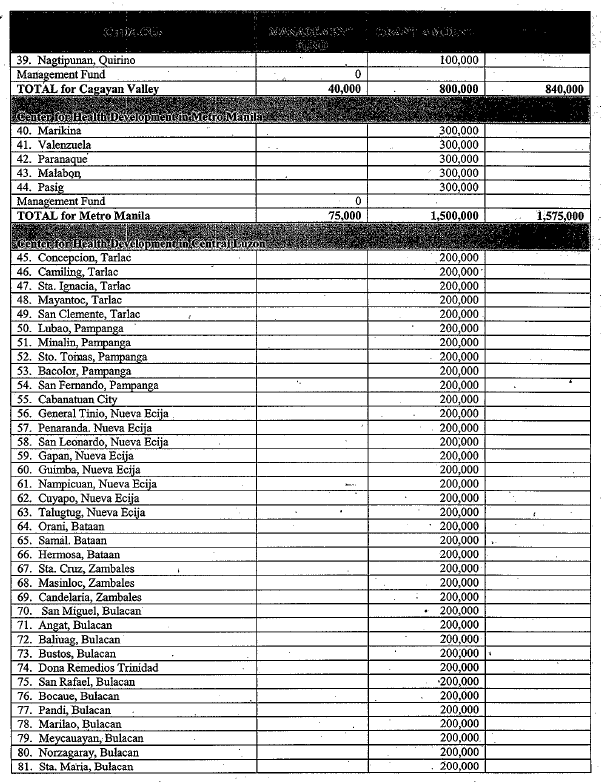 MANAGEMENT GRANT AMOUNT
FUND
39. Nagtipunan, Quirino 100,000
Management Fund 0
TOTAL for Cagayan Valley 40,000 800,000 840,000
Center for Health Development in Metro Manila
40. Marikina 300,000
41. Valenzuela 300,000
42. Paranaque 300,000
43. Malabon 300,000
44. Pasig 300,000
Management Fund 0
TOTAL for Metro Manila 75,000 1,500,000 1,575,000
Center for Health Development in Central Luzon
45. Concepcion, Tarlac 200,000
46. Camiling, Tarlac 200,000
47. Sta. Ignacia, Tarlac 200,000
48. Mayantoc, Tarlac 200,000
49. San Clemente, Tarlac 200,000
50. Lubao, Pampanga 200,000
51. Minalin, Pampanga 200,000
52. Sto. Tomas, Pampanga 200,000
53. Bacolor, Pampanga 200,000
54. San Fernando, Pampanga 200,000
55. Cabanatuan City 200,000
56. General Tinio, Nueva Ecija 200,000
57. Penaranda. Nueva Ecija 200,000
58. San Leonardo, Nueva Ecija 200,000
59. Gapan, Nueva Ecija 200,000
60. Guimba, Nueva Ecija 200,000
61. Nampicuan, Nueva Ecija 200,000
62. Cuyapo, Nueva Ecija 200,000
63. Talugtug, Nueva Ecija 200,000
64. Orani, Bataan 200,000
65. Samal. Bataan 200,000
66. Hermosa, Bataan 200,000
67. Sta. Cruz, Zambales 200,000
68. Masinloc, Zambales 200,000
69. Candelaria, Zambales 200,000
70. San Miguel, Bulacan 200,000
71. Angat, Bulacan 200,000
72. Baliuag, Bulacan 200,000
73. Bustos, Bulacan 200,000
74. Dona Remedios Trinidad 200,000
75. San Rafael, Bulacan 200,000
76. Bocaue, Bulacan 200,000
77. Pandi, Bulacan 200,000
78. Marilao, Bulacan 200,000
79. Meycauayan, Bulacan 200,000
80. Norzagaray, Bulacan 200,000
81. Sta. Maria, Bulacan 200,000